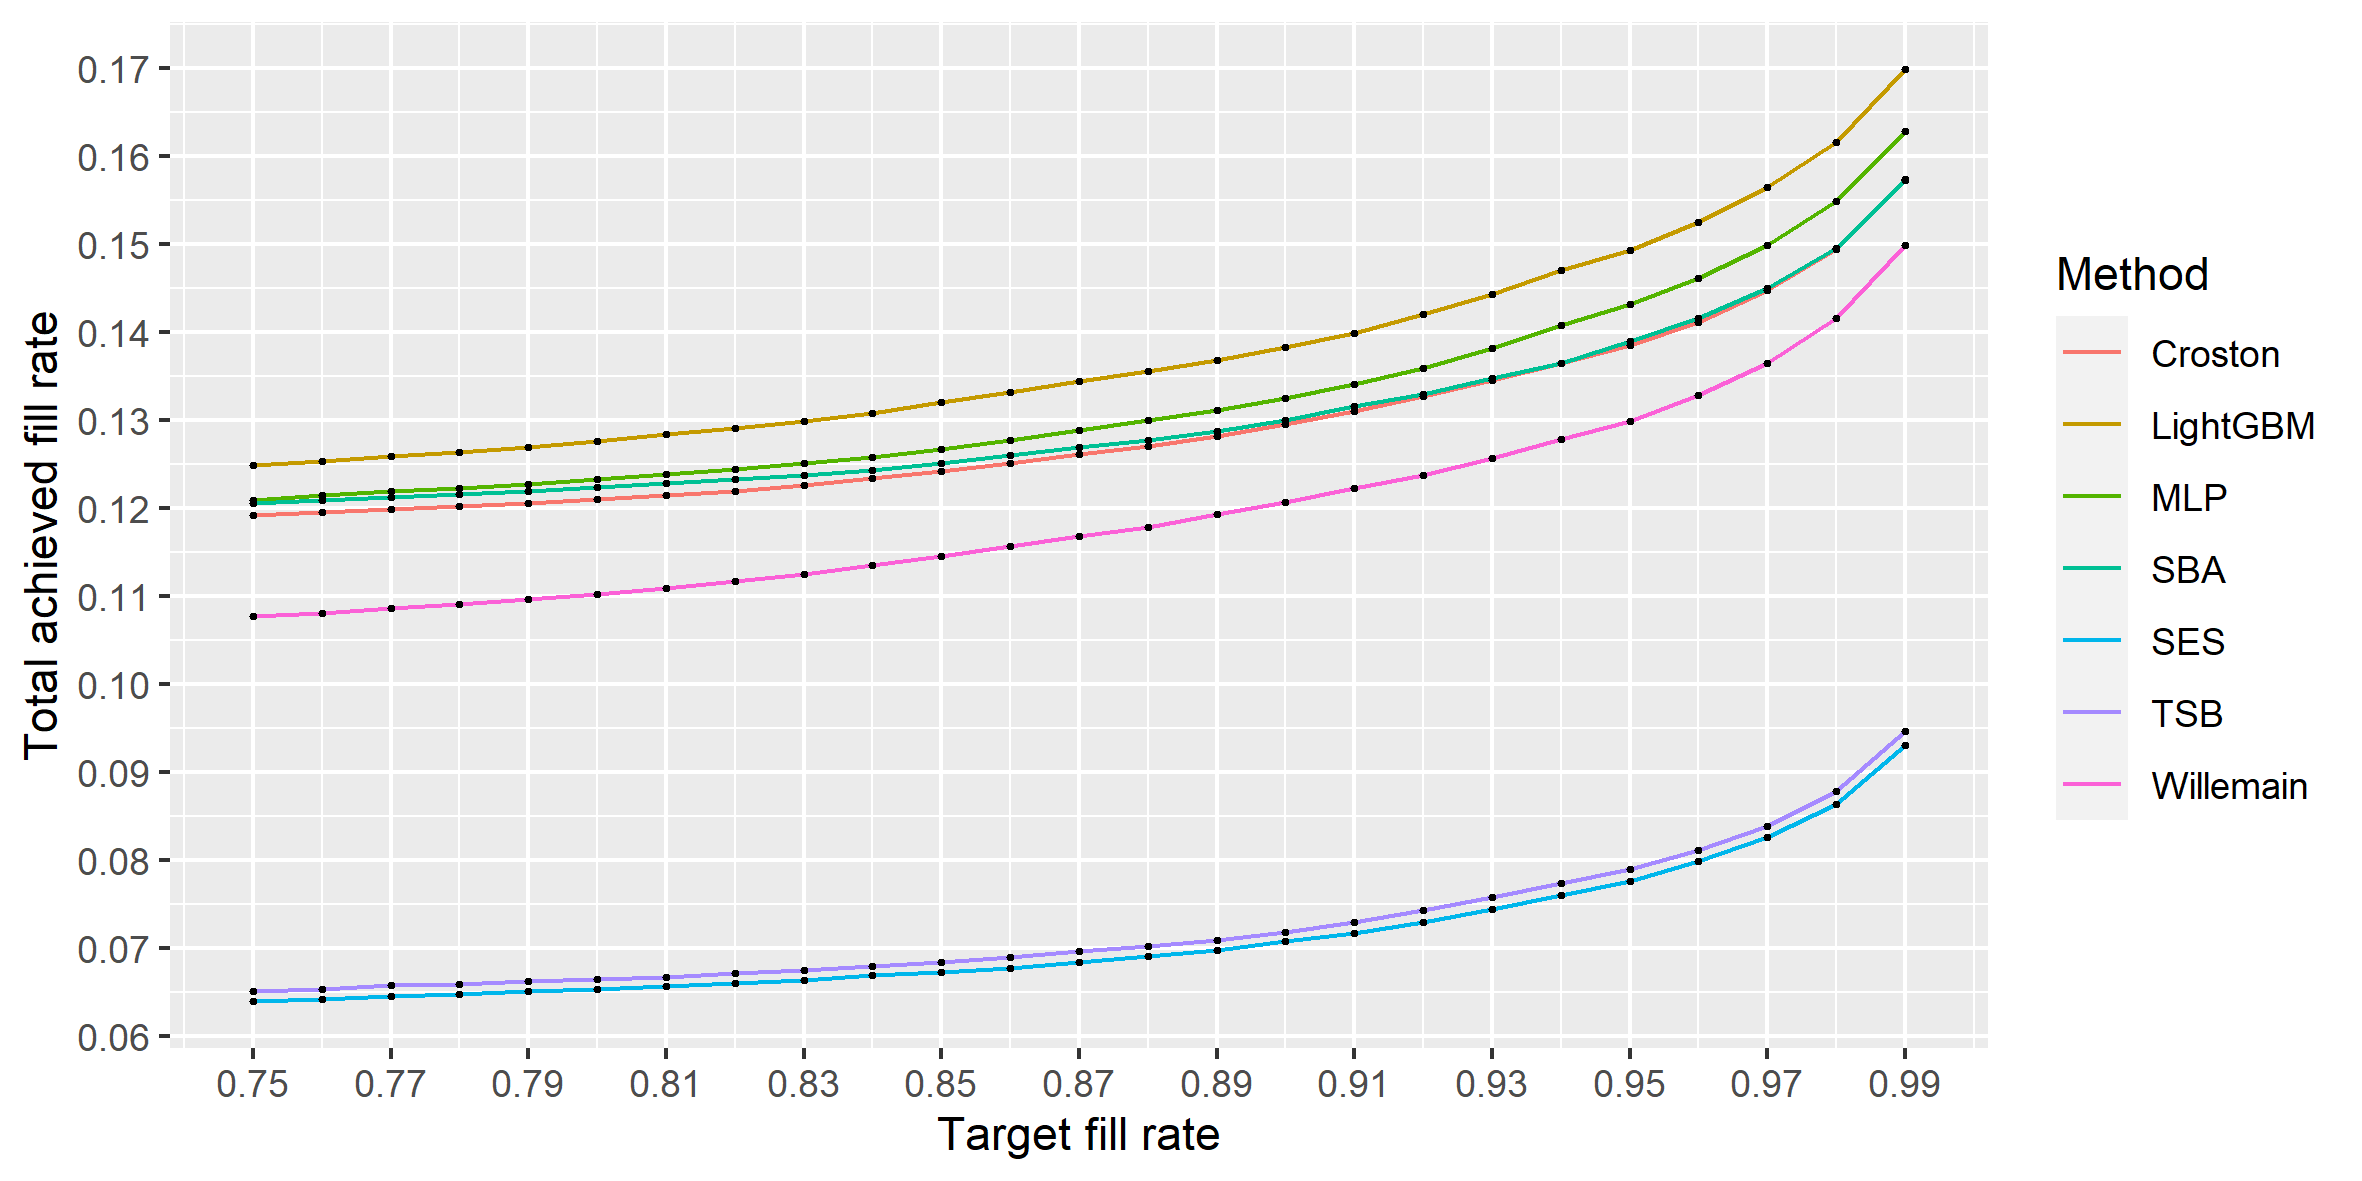 Total achieved fill rate
0.17
0.16
0.15
0.14
0.13
0.12
0.11
0.10
0.09
0.08
0.07
0.06
0.75 0.77 0.79 0.81 0.83 0.85 0.87 0.89 0.91 0.93 0.95 0.97 0.99
Target fill rate
Method
Croston
LightGBM
MLP
SBA
SES
TSB
Willemain